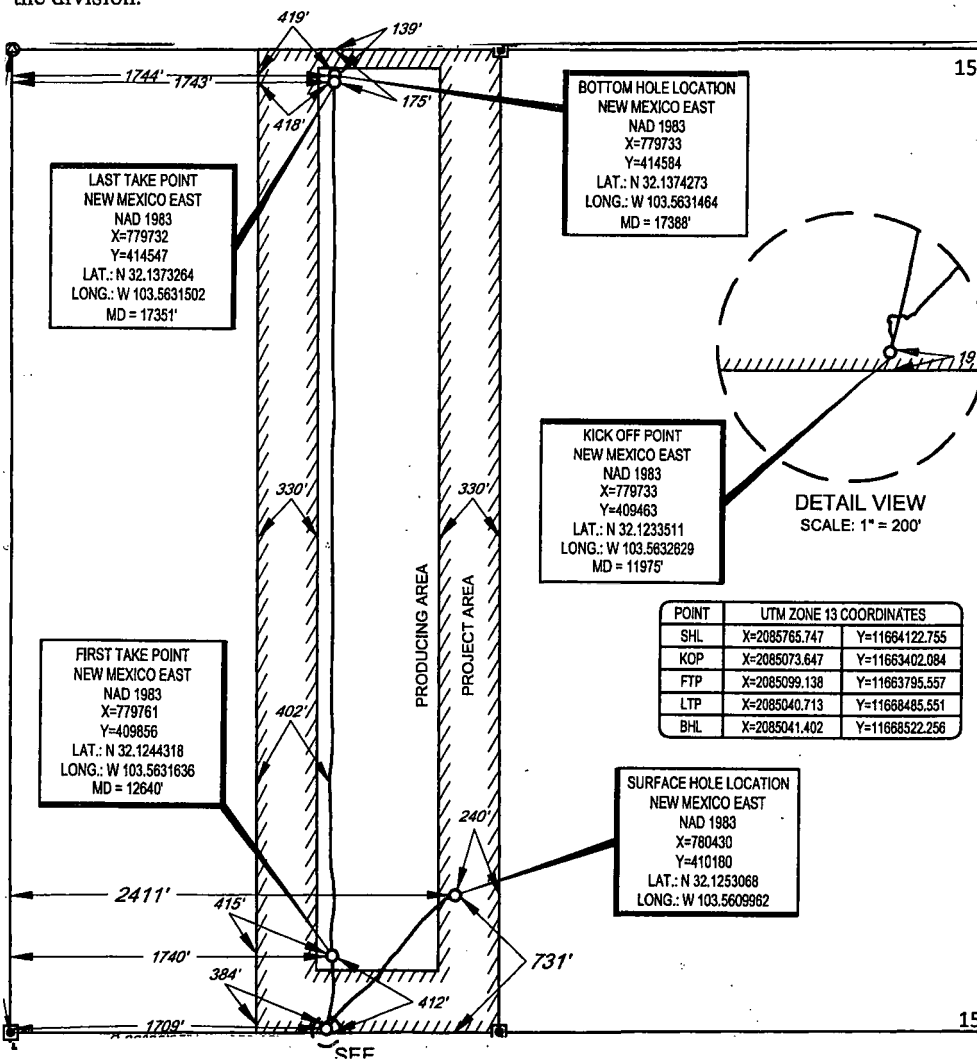 the division.
419'
139'
1744'
1743'
175'
418'
15
BOTTOM HOLE LOCATION
NEW MEXICO EAST
NAD 1983
X=779733
Y=414584
LAT.: N 32.1374273
LONG.: W 103.5631464
MD = 17388'
LAST TAKE POINT
NEW MEXICO EAST
NAD 1983
X=779732
Y=414547
LAT.: N 32.1373264
LONG.: W 103.5631502
MD = 17351'
19
DETAIL VIEW
SCALE: 1" = 200'
KICK OFF POINT
NEW MEXICO EAST
NAD 1983
X=779733
Y=409463
LAT.: N 32.1233511
LONG.: W 103.5632629
MD = 11975'
330'
330'
PRODUCING AREA
PROJECT AREA
POINT UTM ZONE 13 COORDINATES
SHL X=2085765.747 Y=11664122.755
KOP X=2085073.647 Y=11663402.084
FTP X=2085099.138 Y=11663795.557
LTP X=2085040.713 Y=11668485.551
BHL X=2085041.402 Y=11668522.256
FIRST TAKE POINT
NEW MEXICO EAST
NAD 1983
X=779761
Y=409856
LAT.: N 32.1244318
LONG.: W 103.5631636
MD = 12640'
402'
SURFACE HOLE LOCATION
NEW MEXICO EAST
NAD 1983
X=780430
Y=410180
LAT.: N 32.1253068
LONG.: W 103.5609962
240'
2411'
415'
1740'
731'
384'
412'
1709'
15
SEE